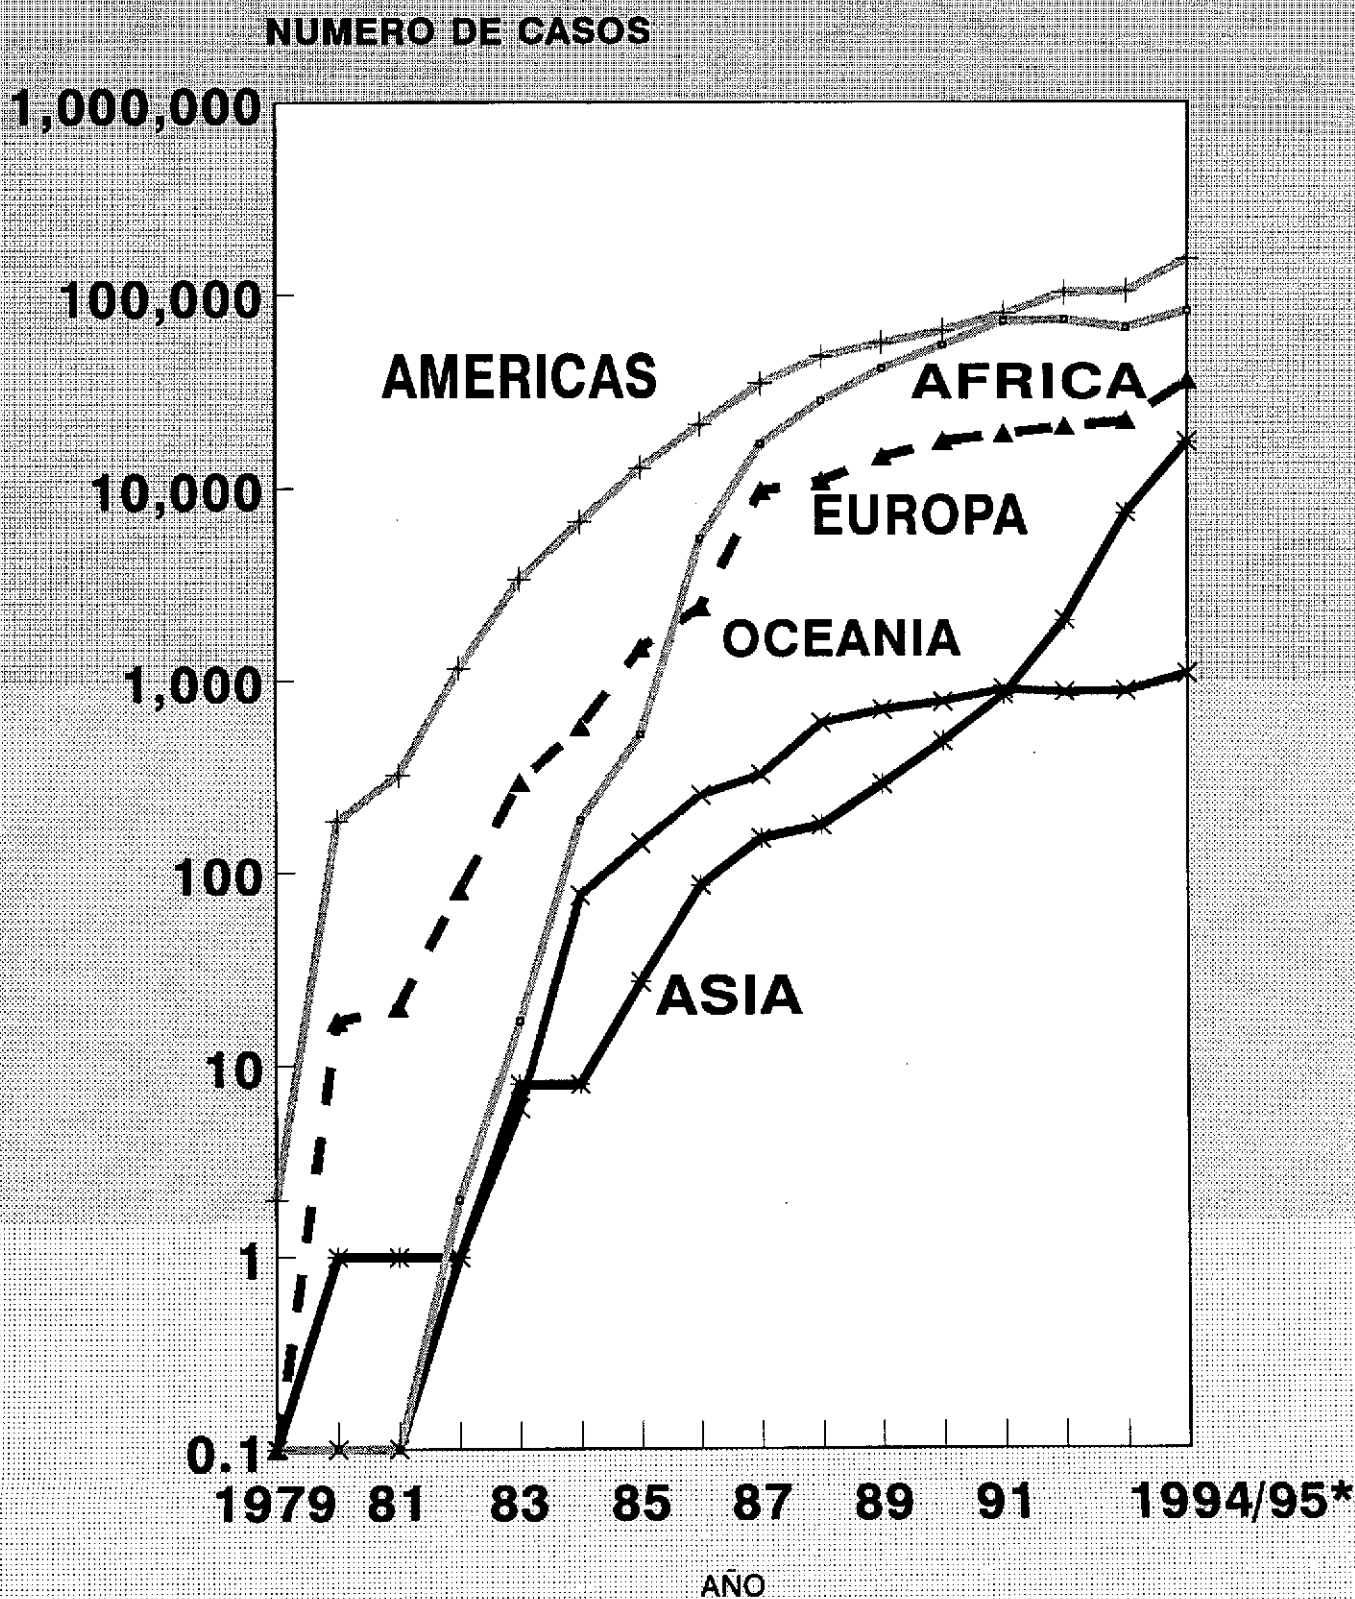 NUMERO DE CASOS
1,000,000
100,000
AMERICAS
AFRICA
10,000
EUROPA
OCEANIA
1,000
100
ASIA
10
1
0.1
1979 81 83 85 87 89 91 1994/95*
AÑO